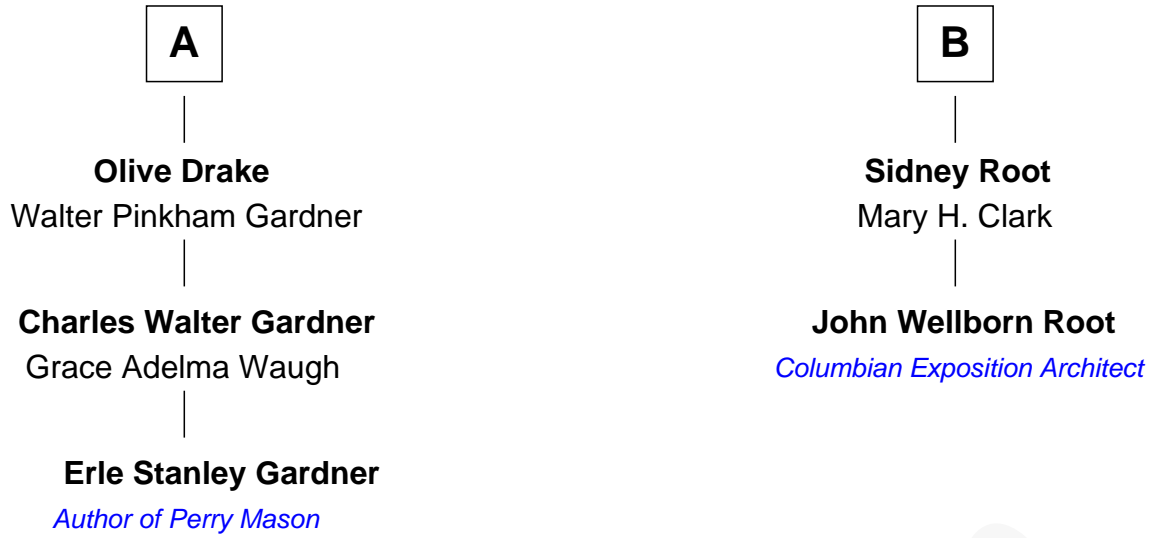 A
Olive Drake
Walter Pinkham Gardner
Charles Walter Gardner
Grace Adelma Waugh
Erle Stanley Gardner
Author of Perry Mason
B
Sidney Root
Mary H. Clark
John Wellborn Root
Columbian Exposition Architect